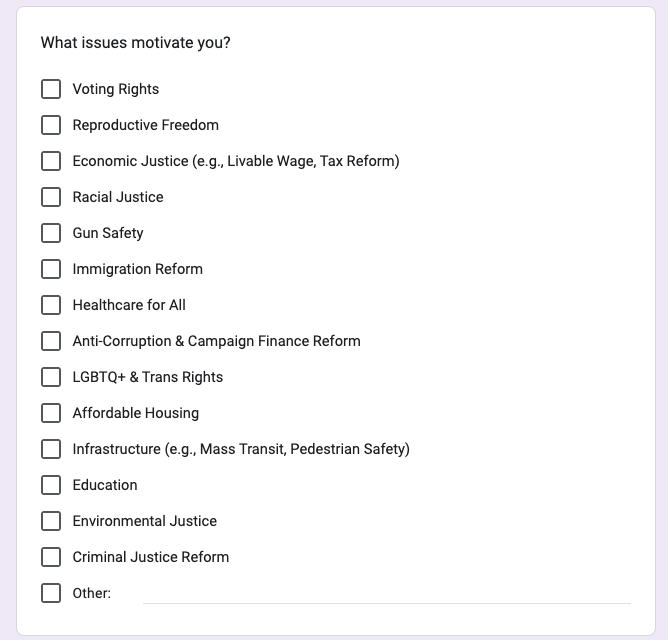 What issues motivate you?
Voting Rights
Reproductive Freedom
Economic Justice (e.g., Livable Wage, Tax Reform)
Racial Justice
Gun Safety
Immigration Reform
Healthcare for All
Anti-Corruption & Campaign Finance Reform
LGBTQ+ & Trans Rights
Affordable Housing
Infrastructure (e.g., Mass Transit, Pedestrian Safety)
Education
Environmental Justice
Criminal Justice Reform
Other: